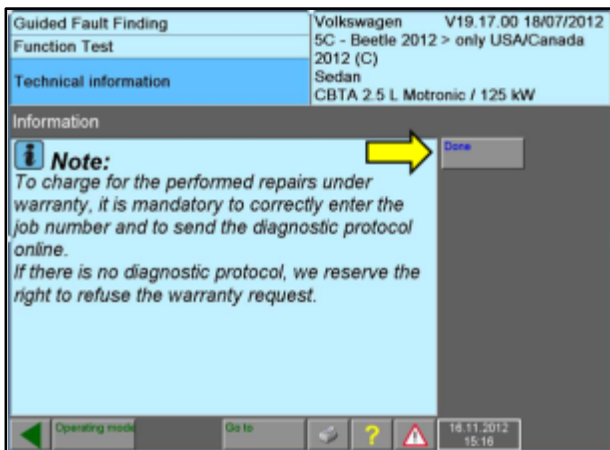 Guided Fault Finding
Function Test
Technical information
Volkswagen V19.17.00 18/07/2012
5C - Beetle 2012 > only USA/Canada
2012 (C)
Sedan
CBTA 2.5 L Motronic / 125 kW
Information
Note:
To charge for the performed repairs under
warranty, it is mandatory to correctly enter the
job number and to send the diagnostic protocol
online.
If there is no diagnostic protocol, we reserve the
right to refuse the warranty request.
Done
Operating mode
Go to
?
16.11.2012
15:16